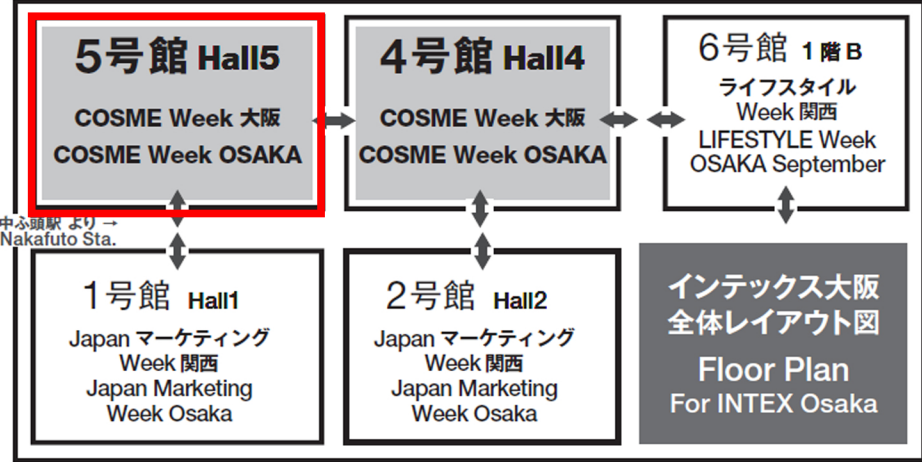 5号館 Hall5
COSME Week 大阪
COSME Week OSAKA
4号館 Hall4
COSME Week 大阪
COSME Week OSAKA
6号館 1階B
ライフスタイル
Week 関西
LIFESTYLE Week
OSAKA September
中ふ頭駅 より →
Nakafuto Sta.
1号館 Hall1
Japan マーケティング
Week 関西
Japan Marketing
Week Osaka
2号館 Hall2
Japan マーケティング
Week 関西
Japan Marketing
Week Osaka
インテックス大阪
全体レイアウト図
Floor Plan
For INTEX Osaka